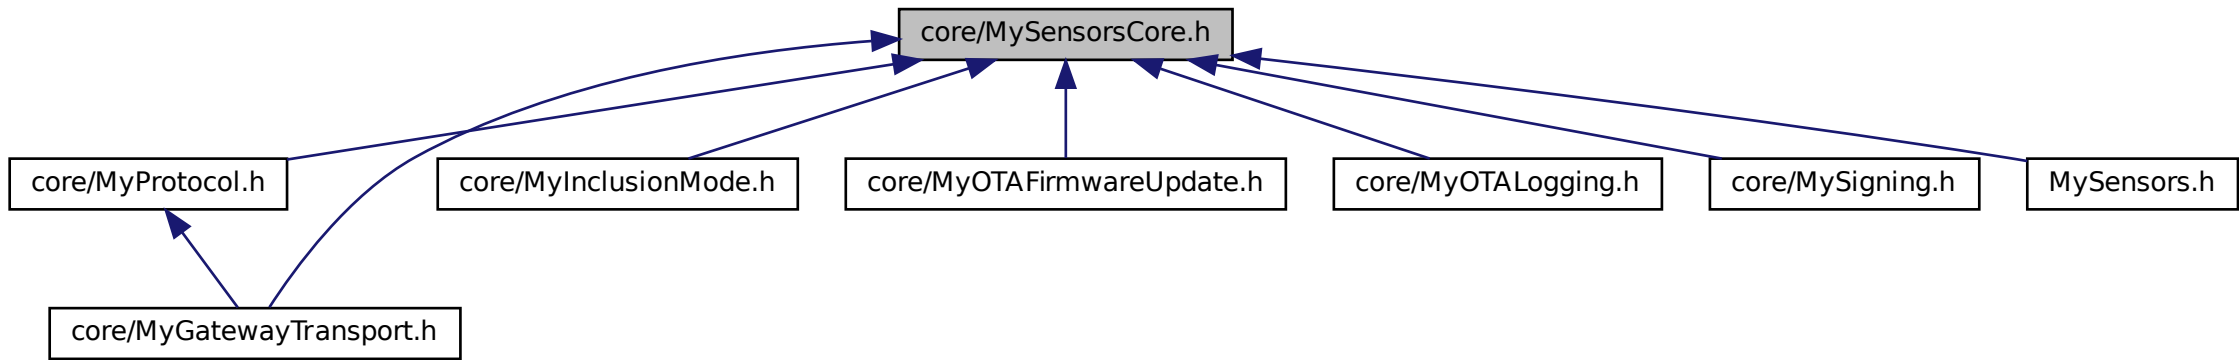 core/MySensorsCore.h
core/MyProtocol.h
core/MyInclusionMode.h
core/MyOTAFirmwareUpdate.h
core/MyOTALogging.h
core/MySigning.h
MySensors.h
core/MyGatewayTransport.h